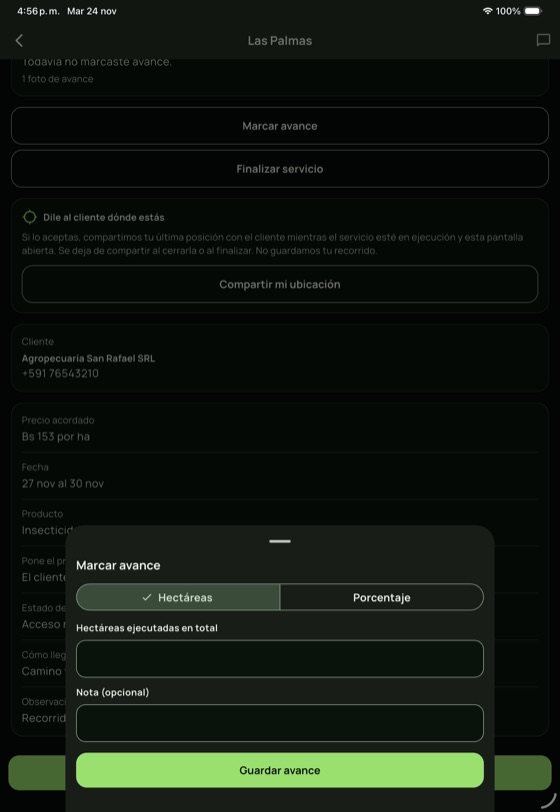 4:56 p. m. Mar 24 nov
100%
Las Palmas
Todavía no marcaste avance.
1 foto de avance
Marcar avance
Finalizar servicio
Dile al cliente dónde estás
Si lo aceptas, compartimos tu última posición con el cliente mientras el servicio esté en ejecución y esta pantalla
abierta. Se deja de compartir al cerrarla o al finalizar. No guardamos tu recorrido.
Compartir mi ubicación
Cliente
Agropecuaria San Rafael SRL
+591 76543210
Precio acordado
Bs 153 por ha
Fecha
27 nov al 30 nov
Producto
Insecticid
Pone el pr
El cliente
Estado de
Acceso
Cómo lleg
Camino
Observac
Recorrid
Marcar avance
Hectáreas
Porcentaje
Hectáreas ejecutadas en total
Nota (opcional)
Guardar avance